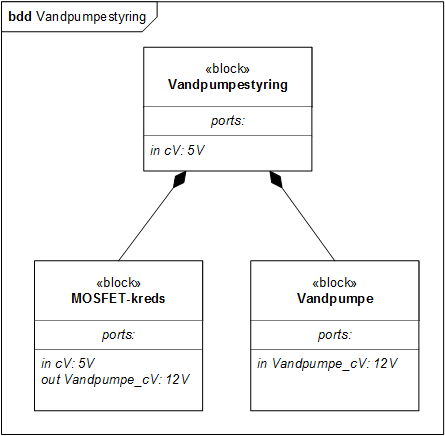 bdd Vandpumpestyring
«block»
Vandpumpestyring
ports:
in cV: 5V
«block»
MOSFET-kreds
ports:
in cV: 5V
out Vandpumpe_cV: 12V
«block»
Vandpumpe
ports:
in Vandpumpe_cV: 12V